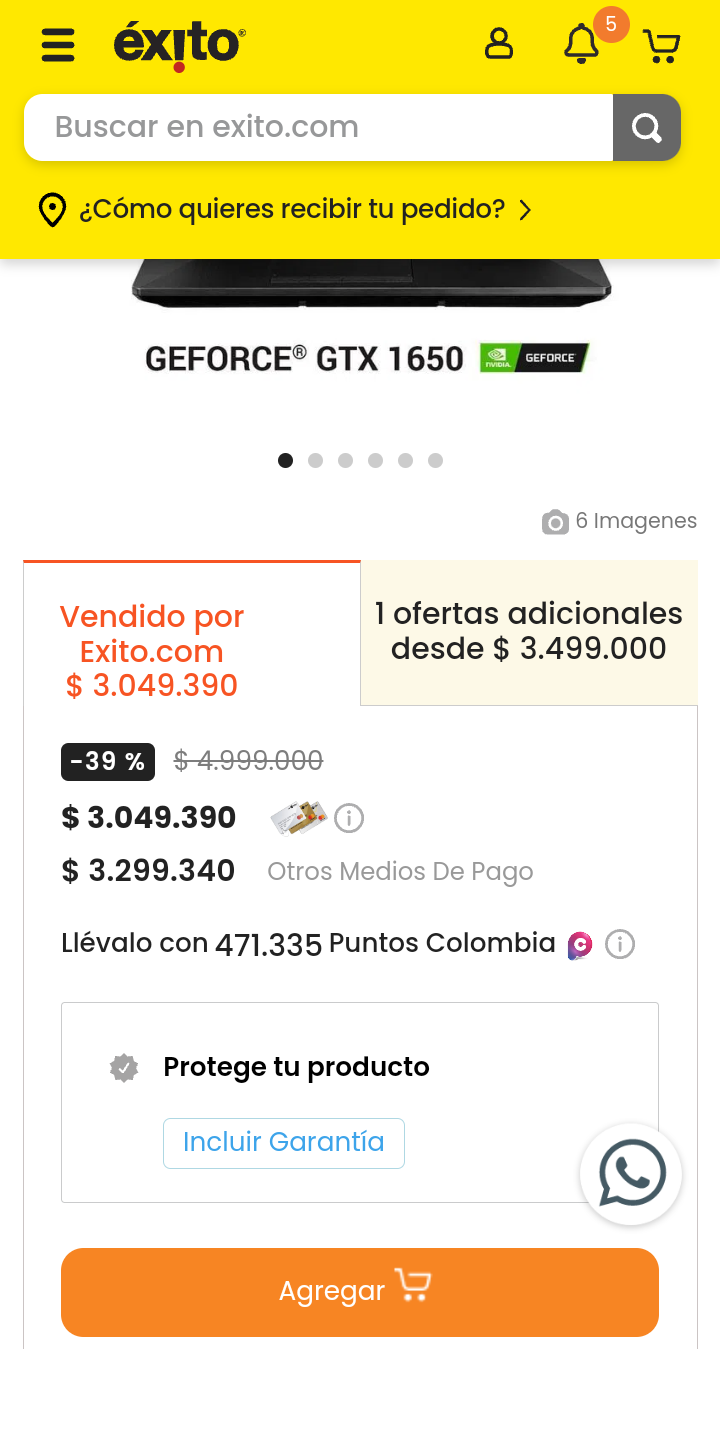 éxito®
5
Buscar en exito.com
¿Cómo quieres recibir tu pedido?
GEFORCE® GTX 1650
NVIDIA.
GEFORCE
6 Imagenes
Vendido por
Exito.com
$ 3.049.390
1 ofertas adicionales
desde $ 3.499.000
-39 % $ 4.999.000
$ 3.049.390
$ 3.299.340 Otros Medios De Pago
Llévalo con 471.335 Puntos Colombia
Protege tu producto
Incluir Garantía
Agregar